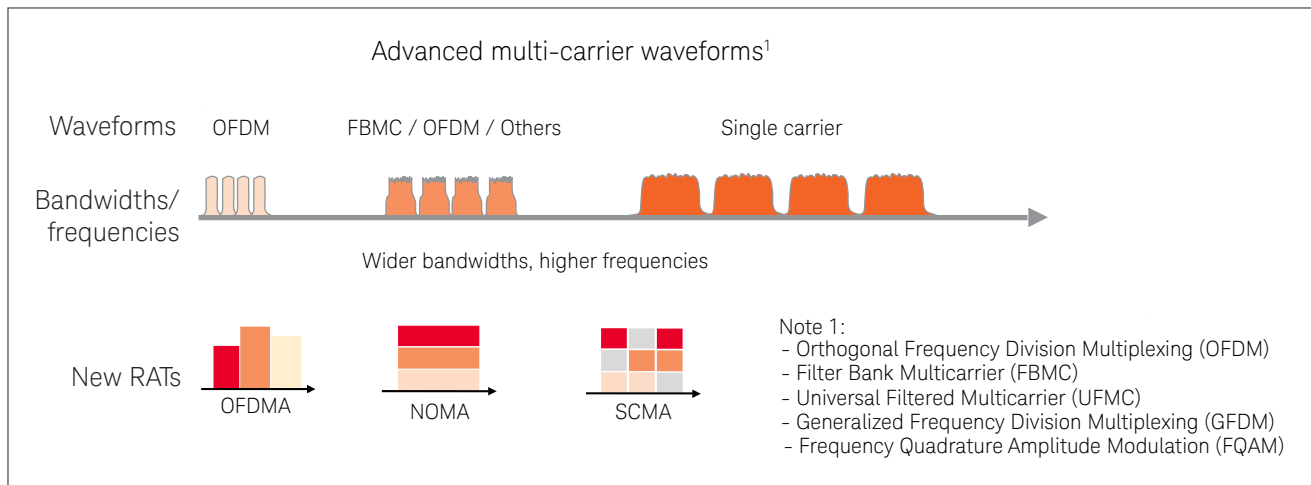 Advanced multi-carrier waveforms¹
Waveforms
OFDM
FBMC / OFDM / Others
Single carrier
Bandwidths/
frequencies
Wider bandwidths, higher frequencies
New RATs
OFDMA
NOMA
SCMA
Note 1:
- Orthogonal Frequency Division Multiplexing (OFDM)
- Filter Bank Multicarrier (FBMC)
- Universal Filtered Multicarrier (UFMC)
- Generalized Frequency Division Multiplexing (GFDM)
- Frequency Quadrature Amplitude Modulation (FQAM)